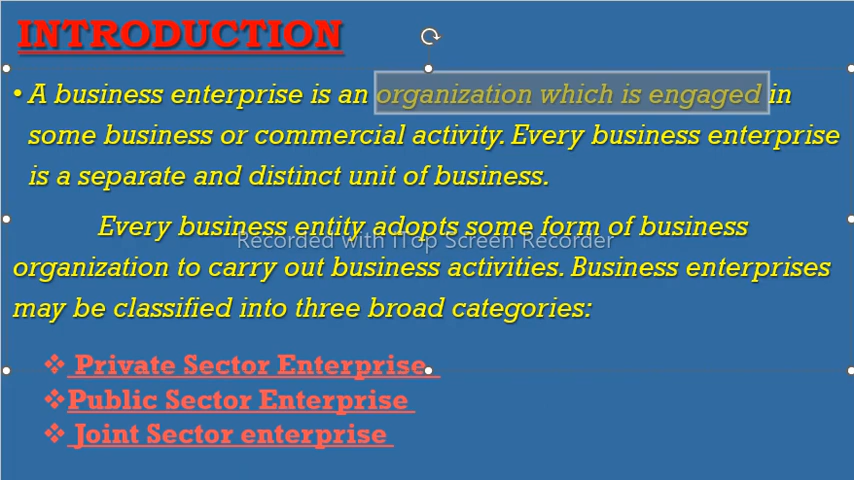 INTRODUCTION
• A business enterprise is an organization which is engaged in
some business or commercial activity. Every business enterprise
is a separate and distinct unit of business.
Every business entity adopts some form of business
Recorded with iTop Screen Recorder
organization to carry out business activities. Business enterprises
may be classified into three broad categories:
❖ Private Sector Enterprise
❖Public Sector Enterprise
❖ Joint Sector enterprise